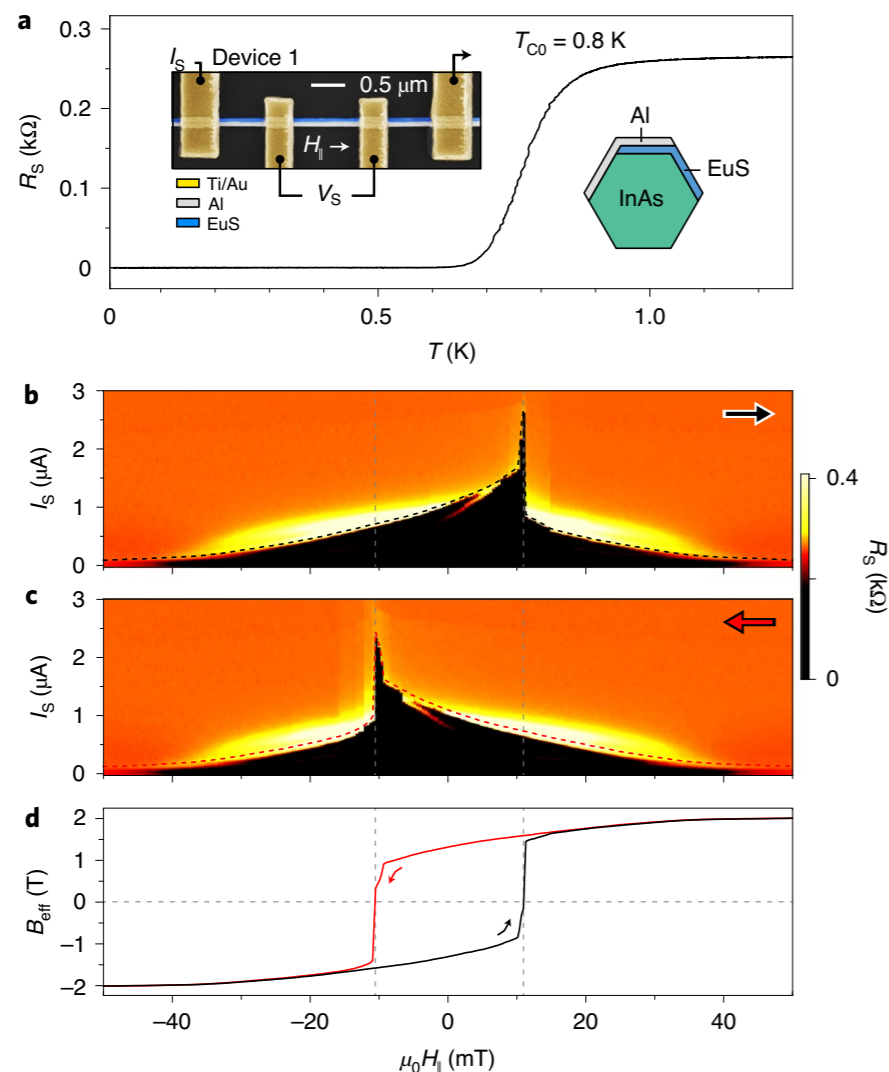 a
0.3
0.2
0.1
0
R_S (kΩ)
I_S Device 1
0.5 μm
H_∥ →
V_S
Ti/Au
Al
EuS
T_C0 = 0.8 K
Al
EuS
InAs
0 0.5 1.0
T (K)
b
3
2
1
0
I_S (μA)
c
3
2
1
0
I_S (μA)
0.4
0
R_S (kΩ)
d
2
1
0
–1
–2
B_eff (T)
–40 –20 0 20 40
μ_0H_∥ (mT)